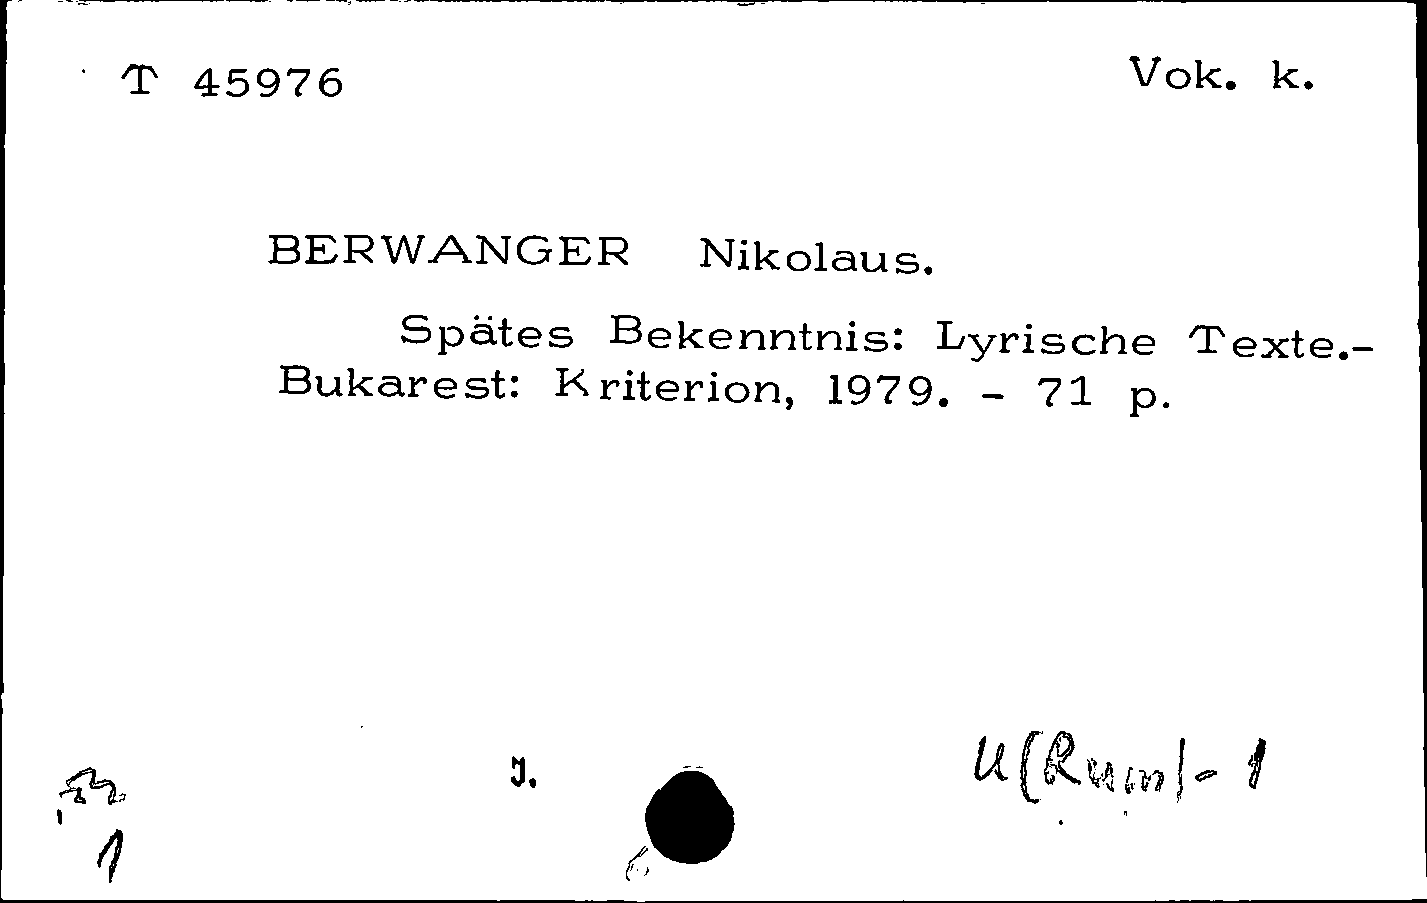 T 45976 Vok. k.
BERWANGER Nikolaus.
Spätes Bekenntnis: Lyrische Texte.-
Bukarest: Kriterion, 1979. - 71 p.
J.
U(Rum)- 1
1